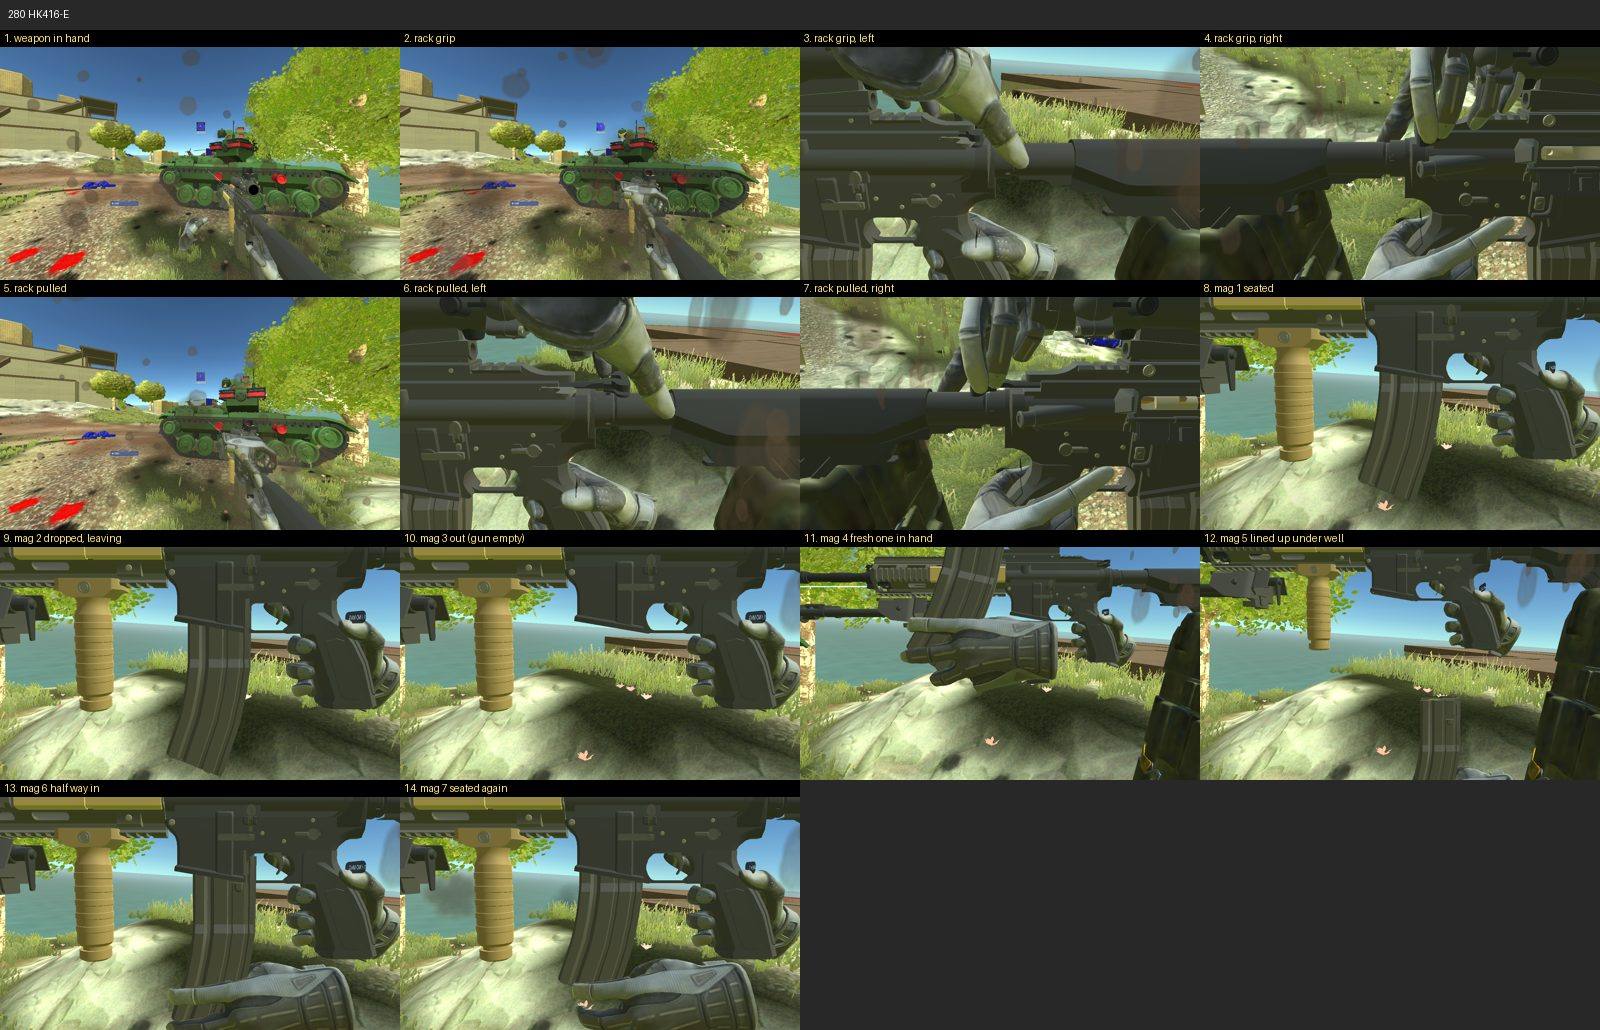 280 HK416-E
1. weapon in hand
2. rack grip
3. rack grip, left
4. rack grip, right
5. rack pulled
6. rack pulled, left
7. rack pulled, right
8. mag 1 seated
9. mag 2 dropped, leaving
10. mag 3 out (gun empty)
11. mag 4 fresh one in hand
12. mag 5 lined up under well
13. mag 6 half way in
14. mag 7 seated again